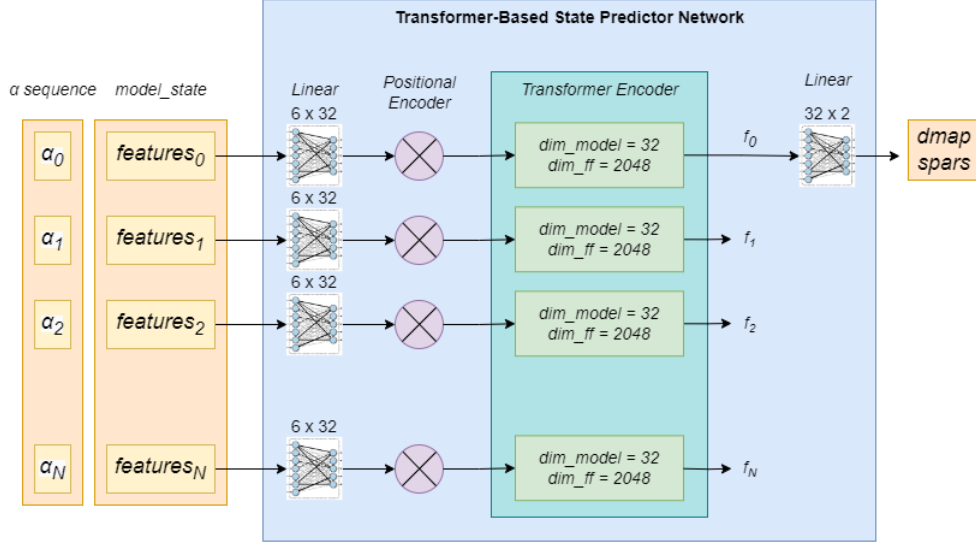 Transformer-Based State Predictor Network
α sequence
model_state
Linear
Positional
Encoder
Transformer Encoder
Linear
6 x 32
32 x 2
α0
features0
dim_model = 32
dim_ff = 2048
f0
dmap
spars
6 x 32
α1
features1
dim_model = 32
dim_ff = 2048
f1
6 x 32
α2
features2
dim_model = 32
dim_ff = 2048
f2
6 x 32
αN
featuresN
dim_model = 32
dim_ff = 2048
fN